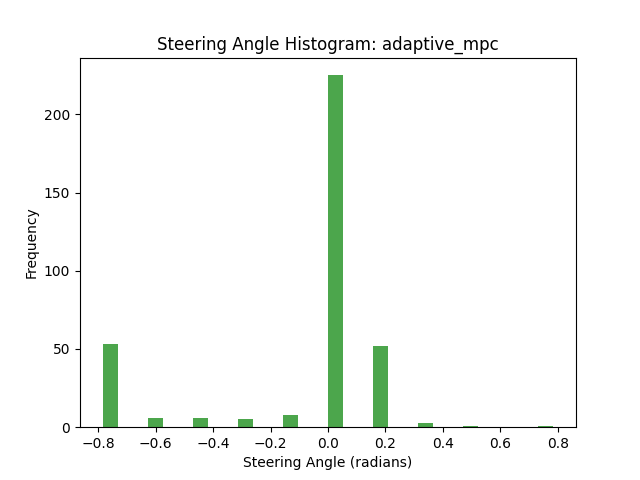 Steering Angle Histogram: adaptive_mpc
200
150
100
50
0
Frequency
−0.8 −0.6 −0.4 −0.2 0.0 0.2 0.4 0.6 0.8
Steering Angle (radians)